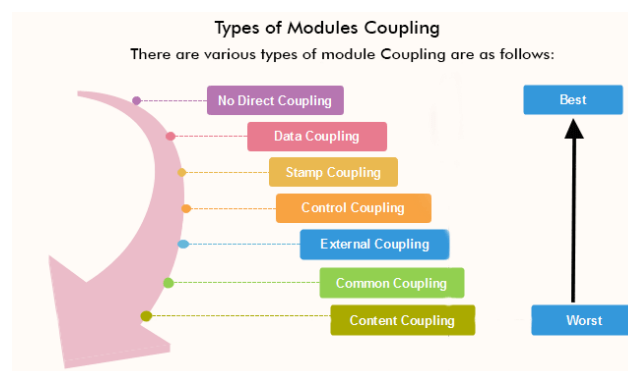 Types of Modules Coupling
There are various types of module Coupling are as follows:
No Direct Coupling
Best
Data Coupling
Stamp Coupling
Control Coupling
External Coupling
Common Coupling
Content Coupling
Worst